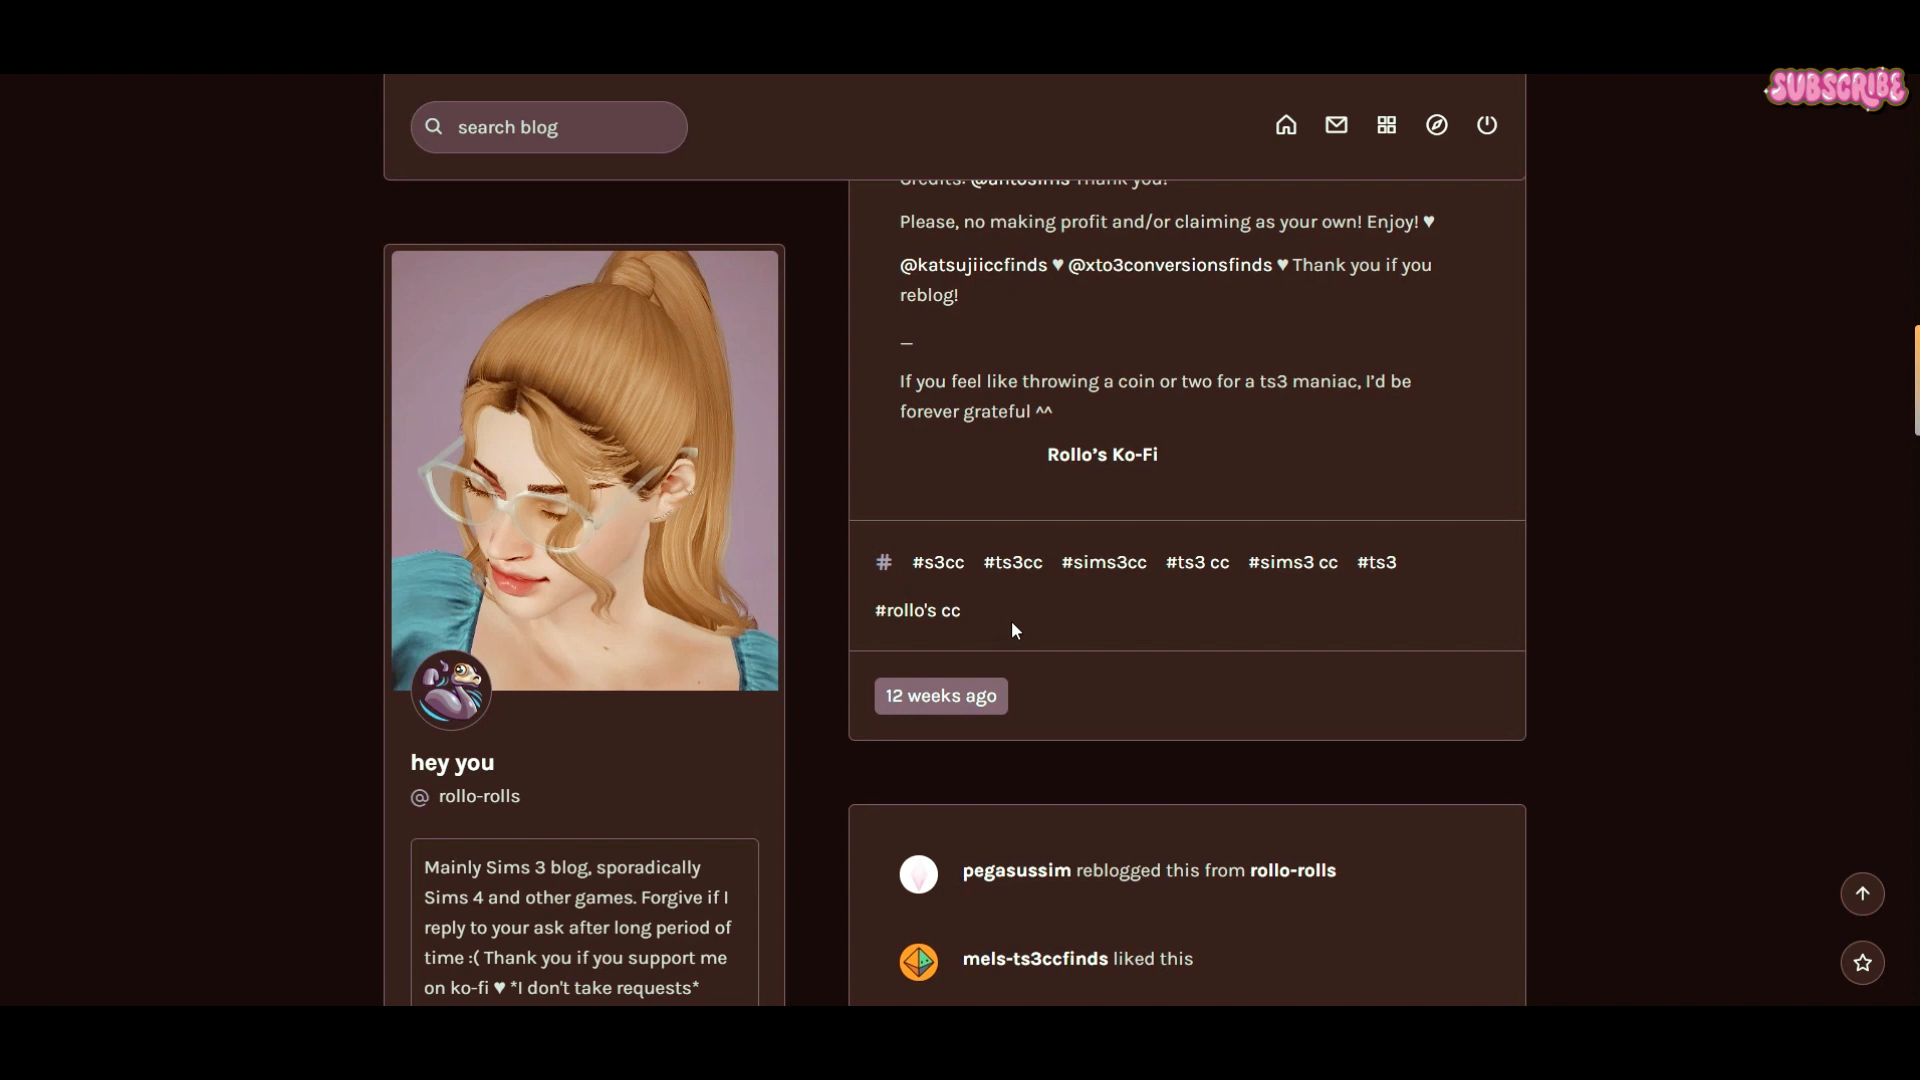 SUBSCRIBE
search blog
Credits: @antosims Thank you!
Please, no making profit and/or claiming as your own! Enjoy! ♥
@katsujiiccfinds ♥ @xto3conversionsfinds ♥ Thank you if you
reblog!
—
If you feel like throwing a coin or two for a ts3 maniac, I’d be
forever grateful ^^
Rollo’s Ko-Fi
# #s3cc #ts3cc #sims3cc #ts3 cc #sims3 cc #ts3
#rollo's cc
12 weeks ago
hey you
@ rollo-rolls
Mainly Sims 3 blog, sporadically
Sims 4 and other games. Forgive if I
reply to your ask after long period of
time :( Thank you if you support me
on ko-fi ♥ *I don't take requests*
pegasussim reblogged this from rollo-rolls
mels-ts3ccfinds liked this